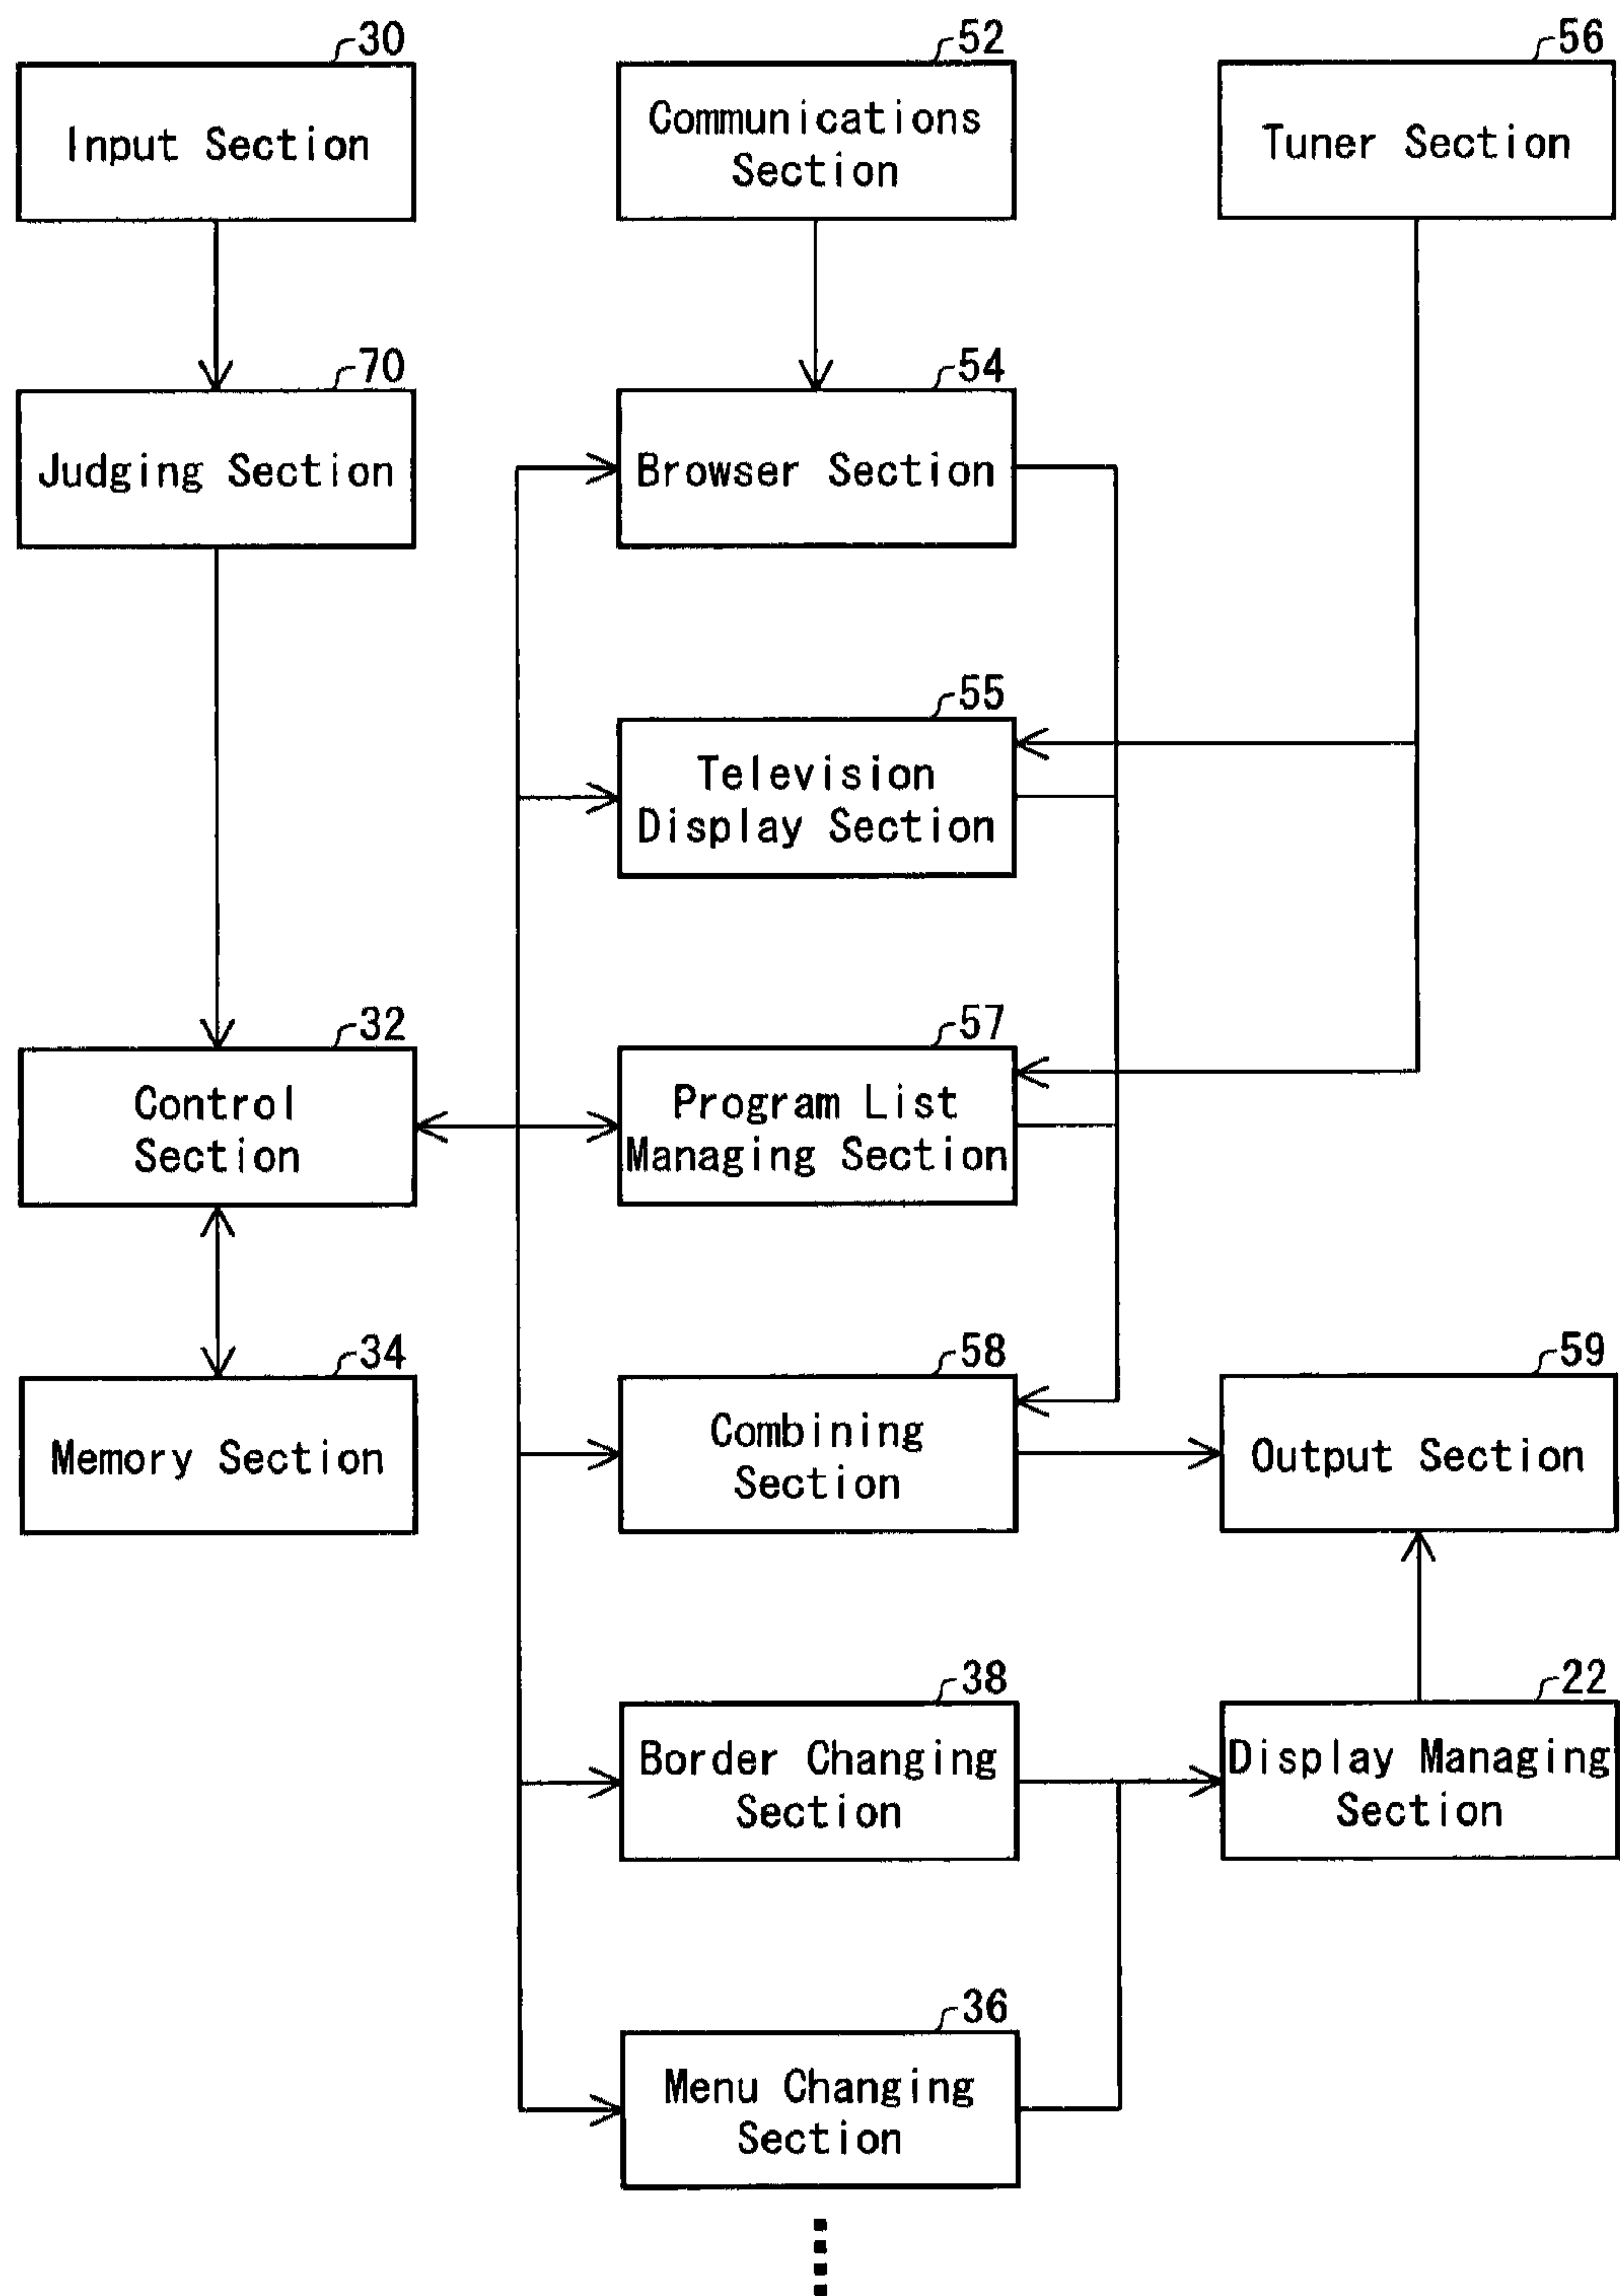 30
Input Section
52
Communications
Section
56
Tuner Section
70
Judging Section
54
Browser Section
55
Television
Display Section
32
Control
Section
57
Program List
Managing Section
34
Memory Section
58
Combining
Section
59
Output Section
38
Border Changing
Section
22
Display Managing
Section
36
Menu Changing
Section